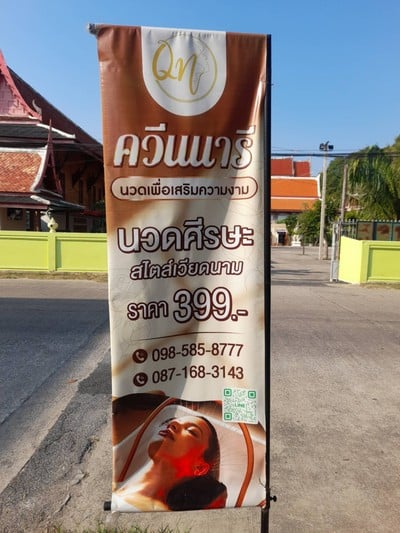 QN
ควีนนารี
นวดเพื่อเสริมความงาม
นวดศีรษะ
สไตล์เวียดนาม
ราคา 399.-
098-585-8777
087-168-3143